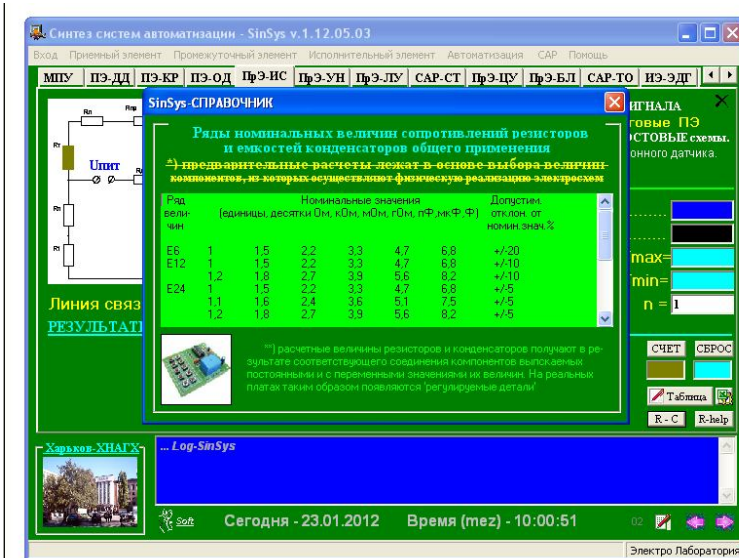 Синтез систем автоматизации - SinSys v.1.12.05.03
Вход Приемный элемент Промежуточный элемент Исполнительный элемент Автоматизация САР Помощь
МПУ ПЭ-ДД ПЭ-КР ПЭ-ОД ПрЭ-ИС ПрЭ-УН ПрЭ-ЛУ САР-СТ ПрЭ-ЦУ ПрЭ-БЛ САР-ТО ИЭ-ЭДГ
SinSys-СПРАВОЧНИК
Ряды номинальных величин сопротивлений резисторов
и емкостей конденсаторов общего применения
*) предварительные расчеты лежат в основе выбора величин
компонентов, из которых осуществляют физическую реализацию электросхем
Ряд Номинальные значения Допустим.
вели- (единицы, десятки Ом, кОм, мОм, гОм, пФ,мкФ,Ф) отклон. от
чин номин.знач.%
E6 1 1,5 2,2 3,3 4,7 6,8 +/-20
E12 1 1,5 2,2 3,3 4,7 6,8 +/-10
1,2 1,8 2,7 3,9 5,6 8,2 +/-10
E24 1 1,5 2,2 3,3 4,7 6,8 +/-5
1,1 1,6 2,4 3,6 5,1 7,5 +/-5
1,2 1,8 2,7 3,9 5,6 8,2 +/-5
**) расчетные величины резисторов и конденсаторов получают в ре-
зультате соответствующего соединения компонентов выпскаемых
постоянными и с переменными значениями их величин. На реальных
платах таким образом появляются 'регулируемые детали'
Uпит
Линия связ
РЕЗУЛЬТАТ
ИГНАЛА
говые ПЭ
ОСТОВЫЕ схемы.
онного датчика.
max=
min=
n = 1
СЧЕТ СБРОС
Таблица
R - C R-help
Харьков-ХНАГХ
... Log-SinSys
Soft Сегодня - 23.01.2012 Время (mez) - 10:00:51 02
Электро Лаборатория